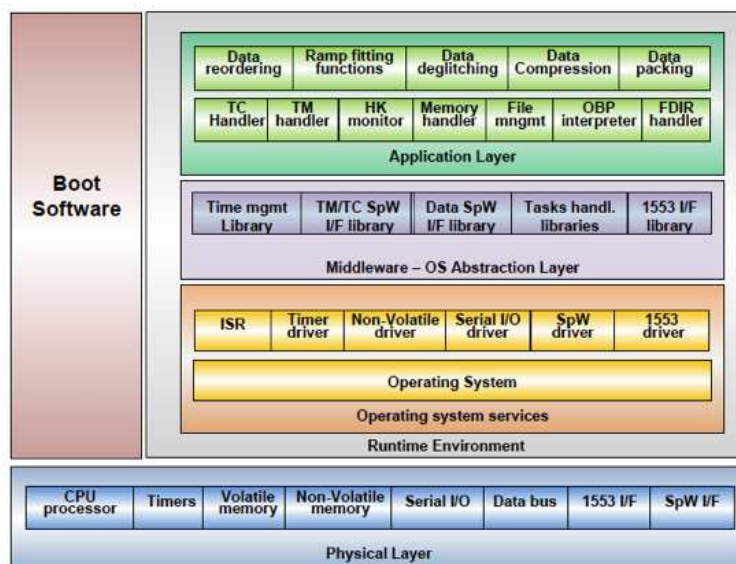 Boot
Software
Data
reordering
Ramp fitting
functions
Data
deglitching
Data
Compression
Data
packing
TC
Handler
TM
handler
HK
monitor
Memory
handler
File
mngmt
OBP
interpreter
FDIR
handler
Application Layer
Time mgmt
Library
TM/TC SpW
I/F library
Data SpW
I/F library
Tasks handl.
libraries
1553 I/F
library
Middleware – OS Abstraction Layer
ISR
Timer
driver
Non-Volatile
driver
Serial I/O
driver
SpW
driver
1553
driver
Operating System
Operating system services
Runtime Environment
CPU
processor
Timers
Volatile
memory
Non-Volatile
memory
Serial I/O
Data bus
1553 I/F
SpW I/F
Physical Layer